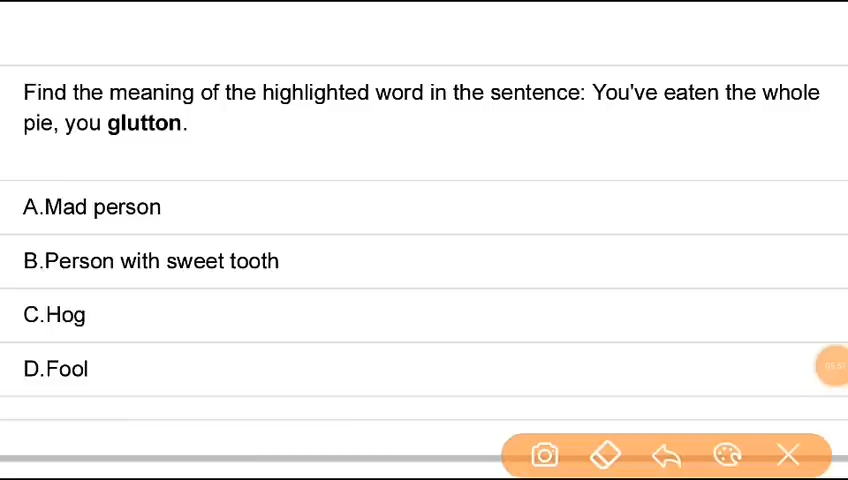 Find the meaning of the highlighted word in the sentence: You've eaten the whole
pie, you glutton.
A.Mad person
B.Person with sweet tooth
C.Hog
D.Fool